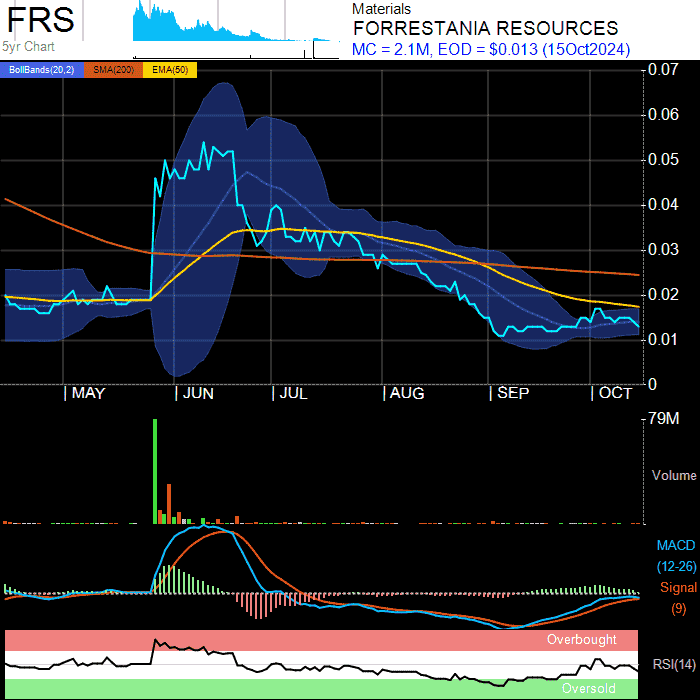 FRS
5yr Chart
Materials
FORRESTANIA RESOURCES
MC = 2.1M, EOD = $0.013 (15Oct2024)
BollBands(20,2) SMA(200) EMA(50)
0.07
0.06
0.05
0.04
0.03
0.02
0.01
0
MAY JUN JUL AUG SEP OCT
79M
Volume
MACD
(12-26)
Signal
(9)
Overbought
RSI(14)
Oversold